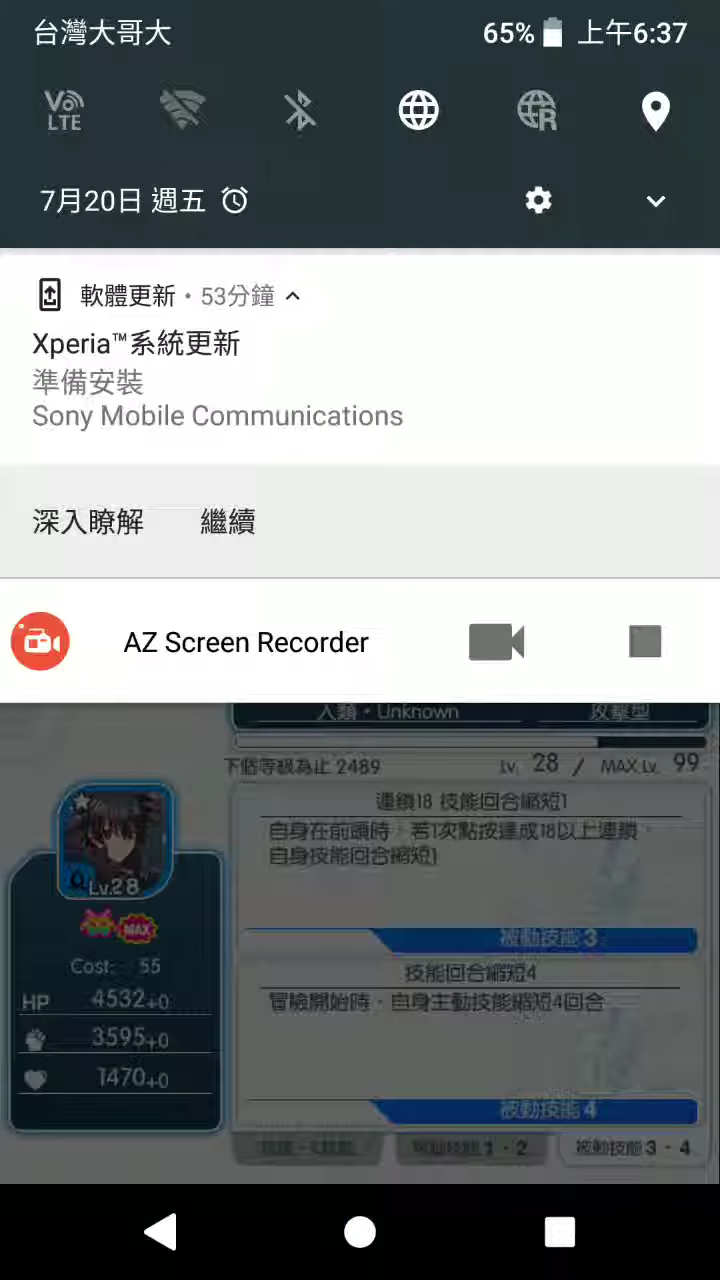 台灣大哥大 65% 上午6:37
VoLTE R
7月20日 週五
軟體更新 • 53分鐘
Xperia™系統更新
準備安裝
Sony Mobile Communications
深入瞭解 繼續
AZ Screen Recorder
人類・Unknown 攻擊型
下個等級為止 2489 Lv. 28 / MAX Lv. 99
連鎖18 技能回合縮短1
自身在前頭時，若1次點按達成18以上連鎖，
自身技能回合縮短1
被動技能 3
技能回合縮短4
冒險開始時，自身主動技能縮短4回合
被動技能 4
Lv.28
MAX
Cost: 55
HP 4532+0
3595+0
1470+0
被動技能 1・2 被動技能 3・4